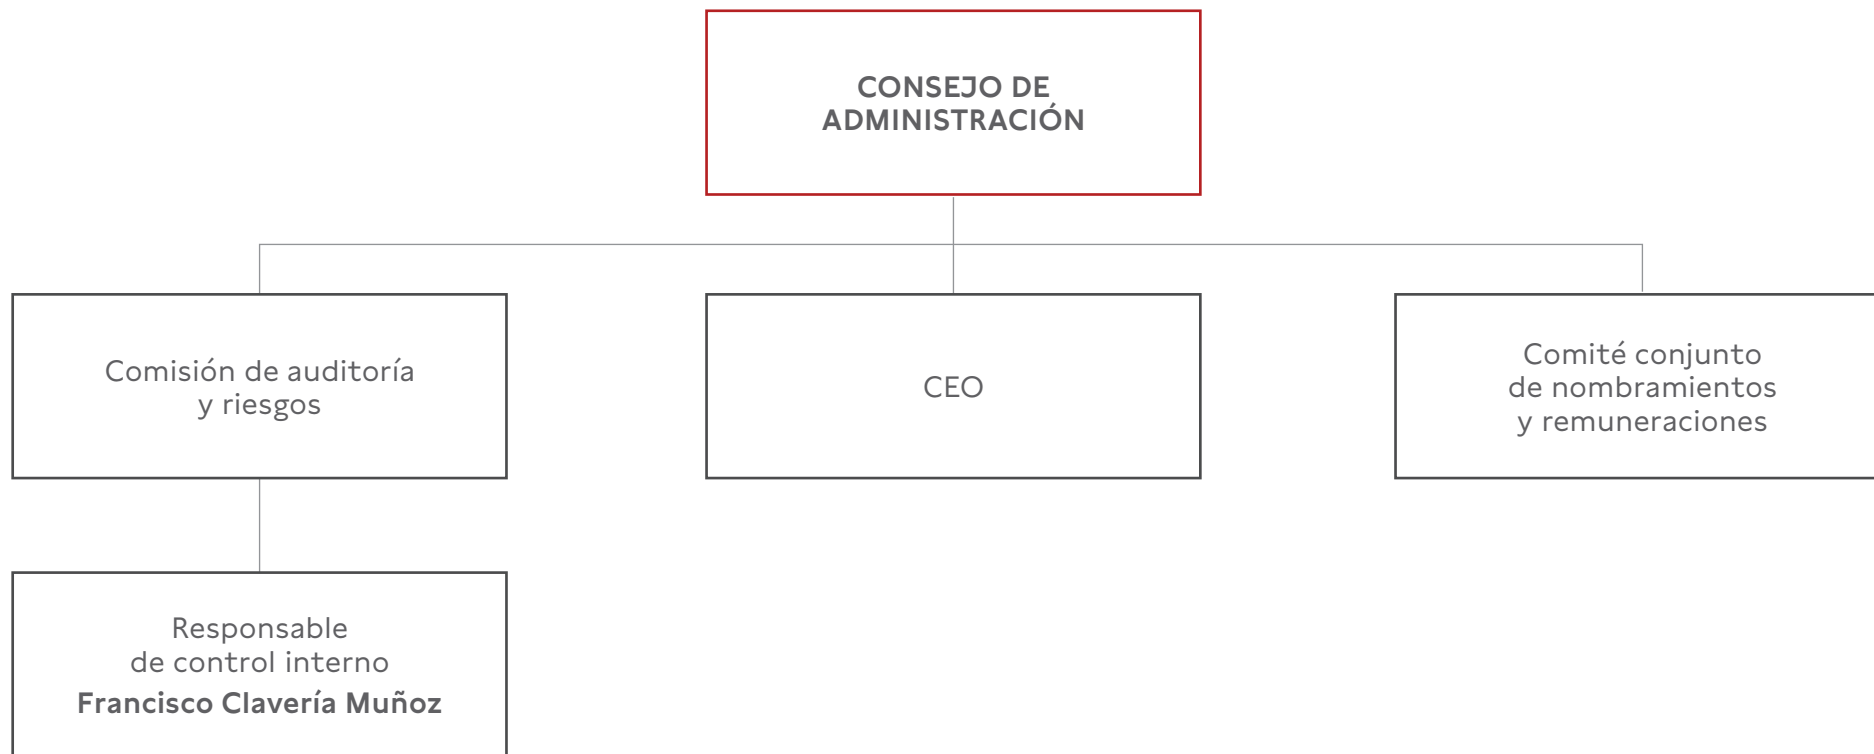 CONSEJO DE
ADMINISTRACIÓN
Comisión de auditoría
y riesgos
CEO
Comité conjunto
de nombramientos
y remuneraciones
Responsable
de control interno
Francisco Clavería Muñoz